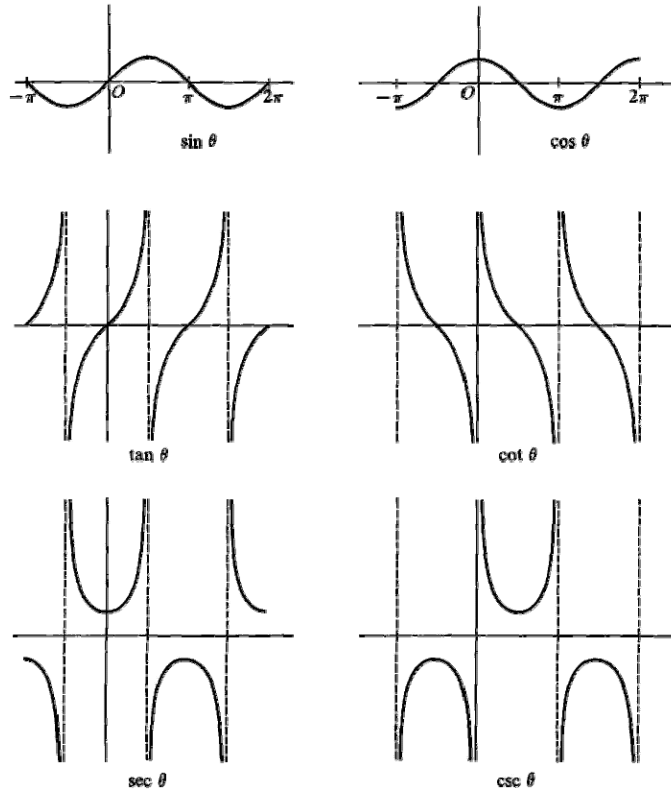 −π O π 2π −π O π 2π
sin θ cos θ
tan θ cot θ
sec θ csc θ